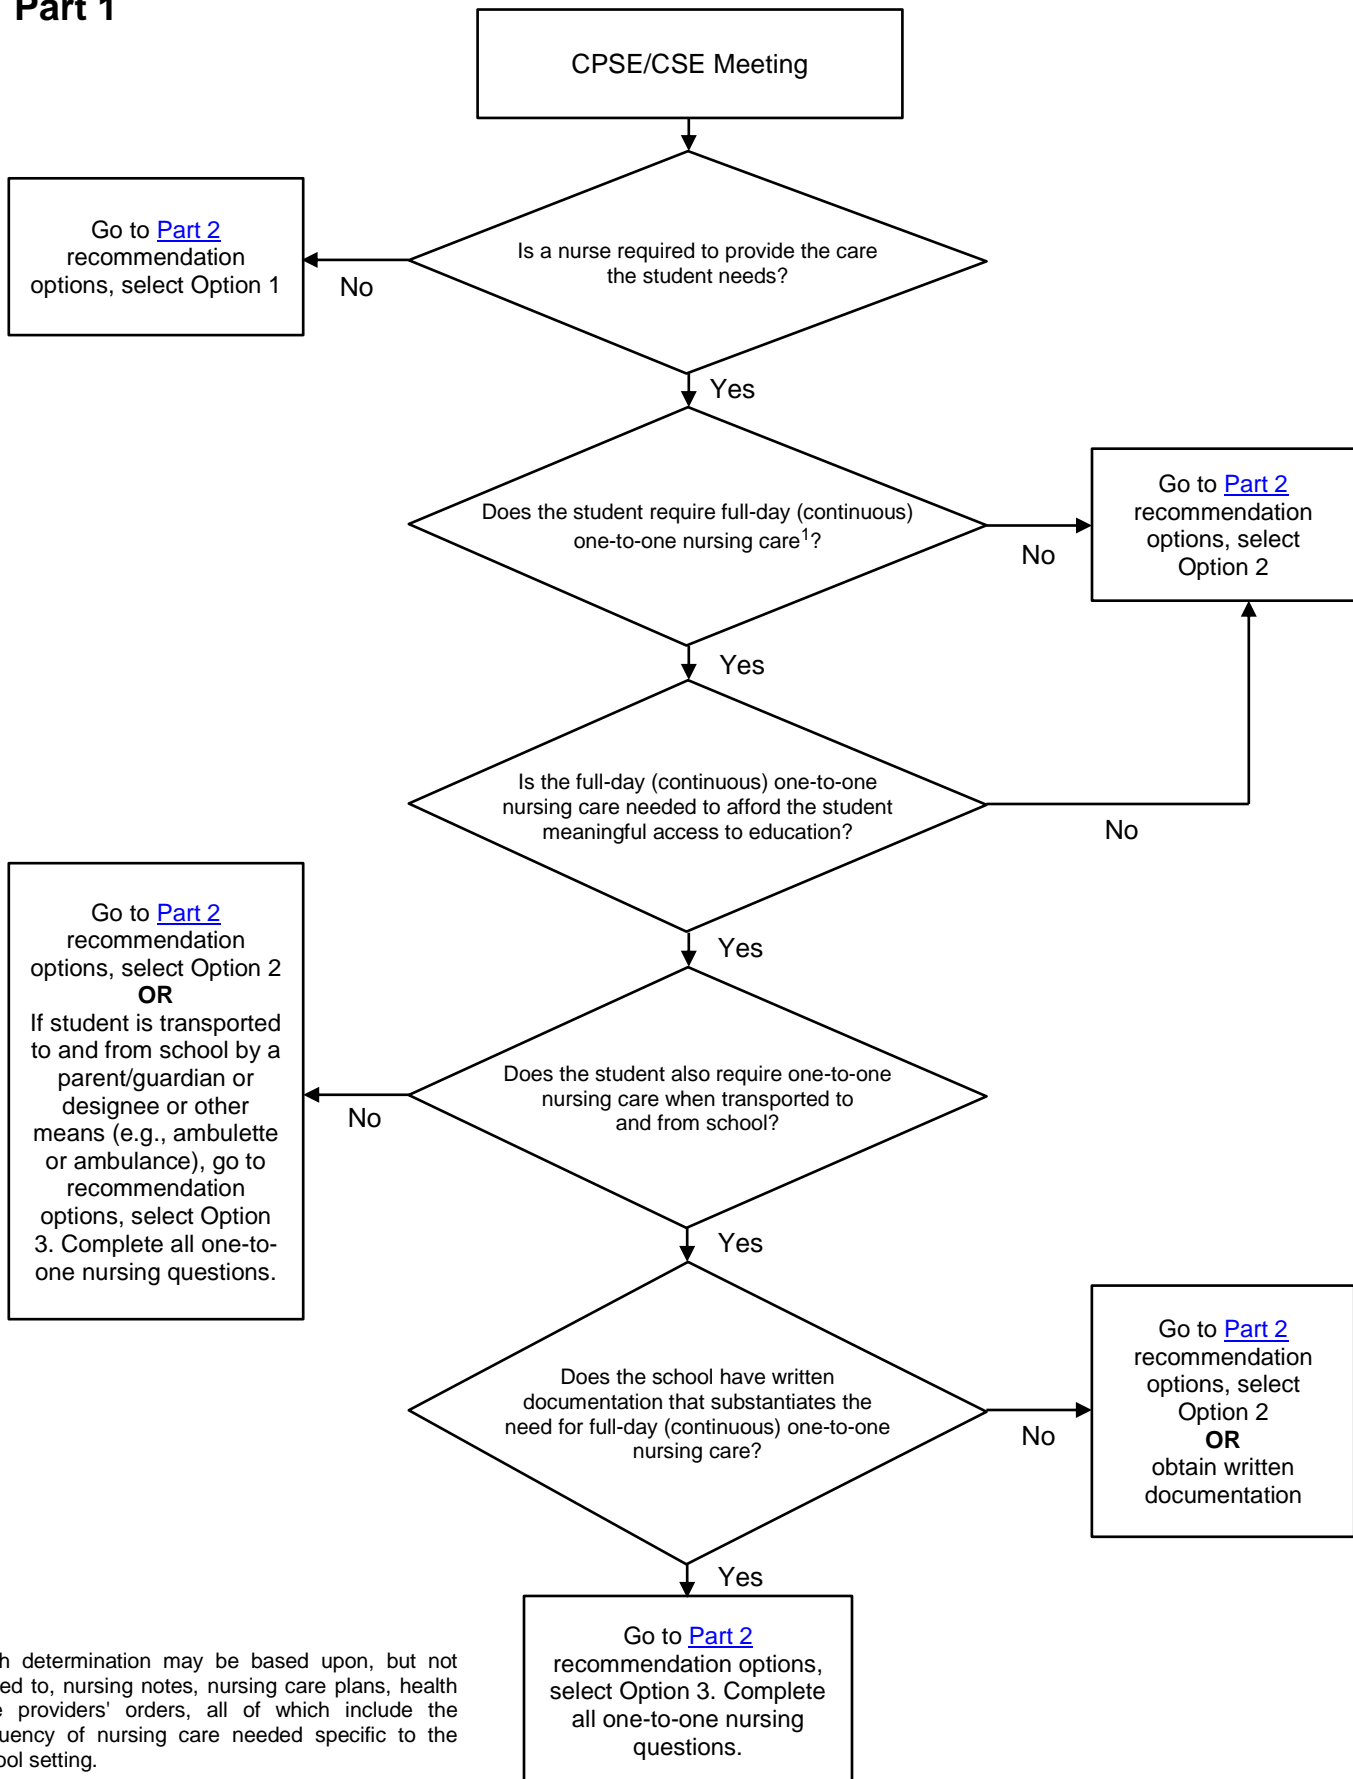 Part 1
CPSE/CSE Meeting
Is a nurse required to provide the care
the student needs?
No
Go to Part 2
recommendation
options, select Option 1
Yes
Does the student require full-day (continuous)
one-to-one nursing care1?
No
Go to Part 2
recommendation
options, select
Option 2
Yes
Is the full-day (continuous) one-to-one
nursing care needed to afford the student
meaningful access to education?
No
Yes
Does the student also require one-to-one
nursing care when transported to
and from school?
No
Go to Part 2
recommendation
options, select Option 2
OR
If student is transported
to and from school by a
parent/guardian or
designee or other
means (e.g., ambulette
or ambulance), go to
recommendation
options, select Option
3. Complete all one-to-
one nursing questions.
Yes
Does the school have written
documentation that substantiates the
need for full-day (continuous) one-to-one
nursing care?
No
Go to Part 2
recommendation
options, select
Option 2
OR
obtain written
documentation
Yes
Go to Part 2
recommendation options,
select Option 3. Complete
all one-to-one nursing
questions.
determination may be based upon, but not
to, nursing notes, nursing care plans, health
providers' orders, all of which include the
of nursing care needed specific to the
setting.